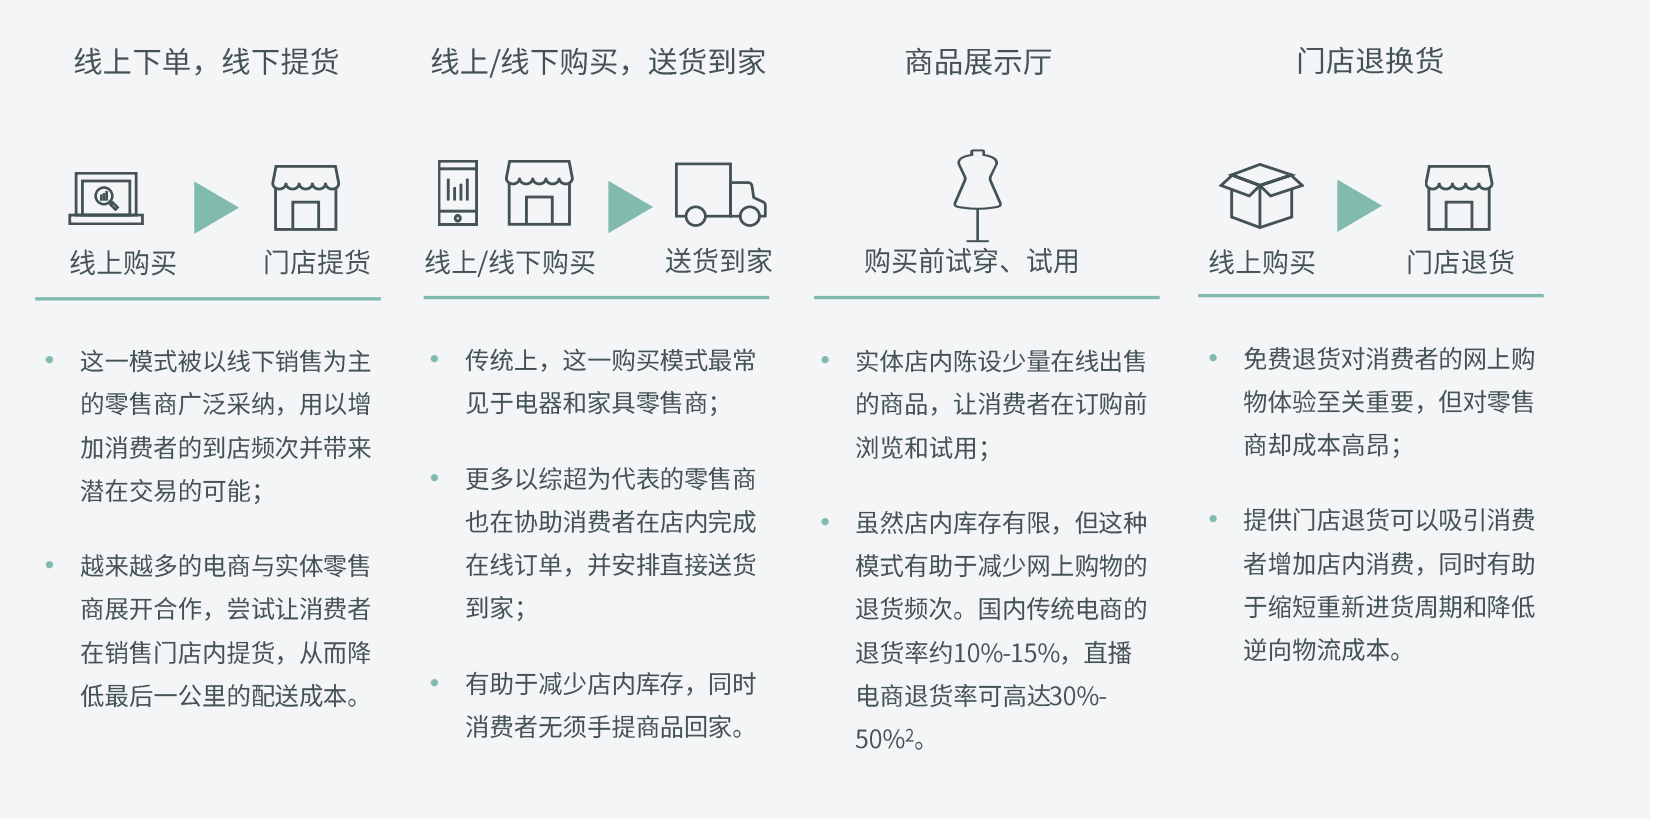 线上下单，线下提货
线上购买
门店提货
这一模式被以线下销售为主
的零售商广泛采纳，用以增
加消费者的到店频次并带来
潜在交易的可能；
越来越多的电商与实体零售
商展开合作，尝试让消费者
在销售门店内提货，从而降
低最后一公里的配送成本。
线上/线下购买，送货到家
线上/线下购买
送货到家
传统上，这一购买模式最常
见于电器和家具零售商；
更多以综超为代表的零售商
也在协助消费者在店内完成
在线订单，并安排直接送货
到家；
有助于减少店内库存，同时
消费者无须手提商品回家。
商品展示厅
购买前试穿、试用
实体店内陈设少量在线出售
的商品，让消费者在订购前
浏览和试用；
虽然店内库存有限，但这种
模式有助于减少网上购物的
退货频次。国内传统电商的
退货率约10%-15%，直播
电商退货率可高达30%-
50%²。
门店退换货
线上购买
门店退货
免费退货对消费者的网上购
物体验至关重要，但对零售
商却成本高昂；
提供门店退货可以吸引消费
者增加店内消费，同时有助
于缩短重新进货周期和降低
逆向物流成本。